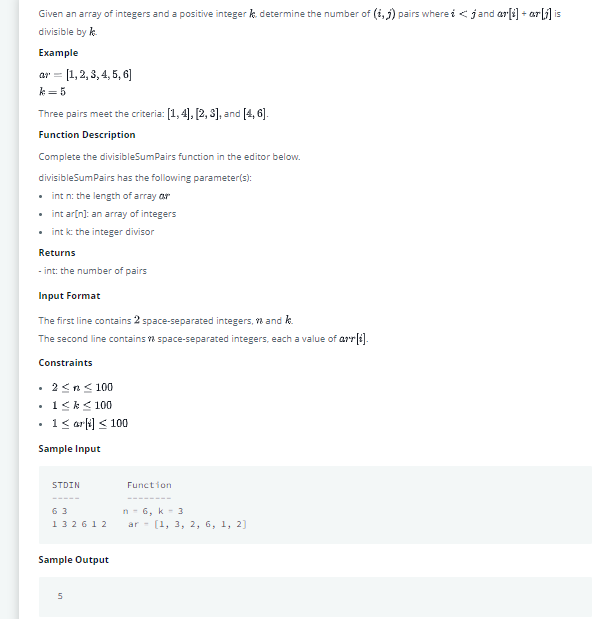 Given an array of integers and a positive integer k, determine the number of (i, j) pairs where i < j and ar[i] + ar[j] is
divisible by k.
Example
ar = [1, 2, 3, 4, 5, 6]
k = 5
Three pairs meet the criteria: [1, 4], [2, 3], and [4, 6].
Function Description
Complete the divisibleSumPairs function in the editor below.
divisibleSumPairs has the following parameter(s):
• int n: the length of array ar
• int ar[n]: an array of integers
• int k: the integer divisor
Returns
- int: the number of pairs
Input Format
The first line contains 2 space-separated integers, n and k.
The second line contains n space-separated integers, each a value of arr[i].
Constraints
• 2 ≤ n ≤ 100
• 1 ≤ k ≤ 100
• 1 ≤ ar[i] ≤ 100
Sample Input
STDIN Function
----- --------
6 3 n = 6, k = 3
1 3 2 6 1 2 ar = [1, 3, 2, 6, 1, 2]
Sample Output
5